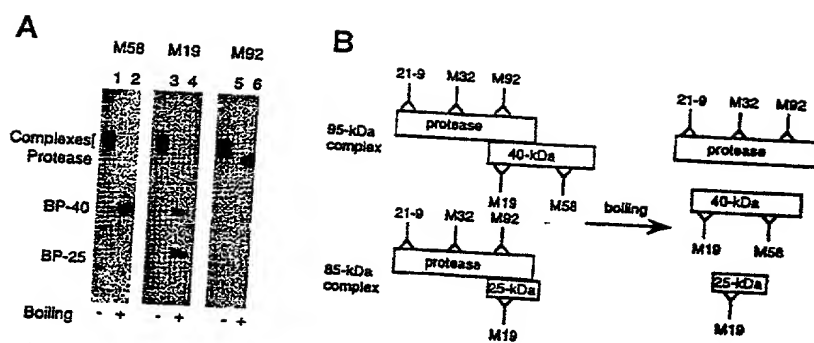 A
M58 M19 M92
1 2 3 4 5 6
Complexes[
Protease
BP-40
BP-25
Boiling - + - + - +
B
21-9 M32 M92
protease
95-kDa
complex
40-kDa
M19 M58
21-9 M32 M92
protease
85-kDa
complex
25-kDa
M19
boiling
21-9 M32 M92
protease
40-kDa
M19 M58
25-kDa
M19